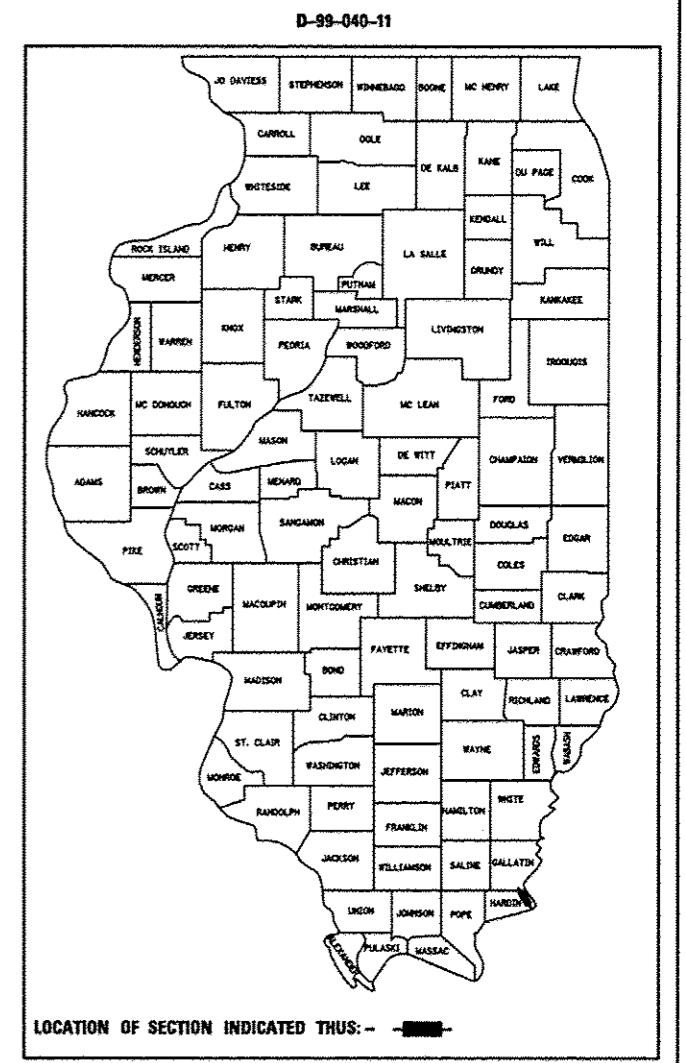 D-99-040-11
JO DAVIESS STEPHENSON WINNEBAGO BOONE MC HENRY LAKE
CARROLL OGLE DE KALB KANE DU PAGE COOK
WHITESIDE LEE KENDALL WILL
ROCK ISLAND HENRY BUREAU LA SALLE GRUNDY
MERCER PUTNAM KANKAKEE
HENDERSON WARREN KNOX STARK MARSHALL LIVINGSTON
PEORIA WOODFORD IROQUOIS
HANCOCK MC DONOUGH FULTON TAZEWELL MC LEAN FORD
SCHUYLER MASON LOGAN DE WITT CHAMPAIGN VERMILION
ADAMS BROWN CASS MENARD MACON PIATT
PIKE SCOTT MORGAN SANGAMON CHRISTIAN MOULTRIE DOUGLAS EDGAR
COLES
CALHOUN GREENE MACOUPIN MONTGOMERY SHELBY CUMBERLAND CLARK
JERSEY FAYETTE EFFINGHAM JASPER CRAWFORD
MADISON BOND CLAY RICHLAND LAWRENCE
CLINTON MARION
ST. CLAIR WASHINGTON JEFFERSON WAYNE EDWARDS WABASH
MONROE
RANDOLPH PERRY FRANKLIN HAMILTON WHITE
JACKSON WILLIAMSON SALINE GALLATIN
UNION JOHNSON POPE HARDIN
ALEXANDER PULASKI MASSAC
LOCATION OF SECTION INDICATED THUS: -